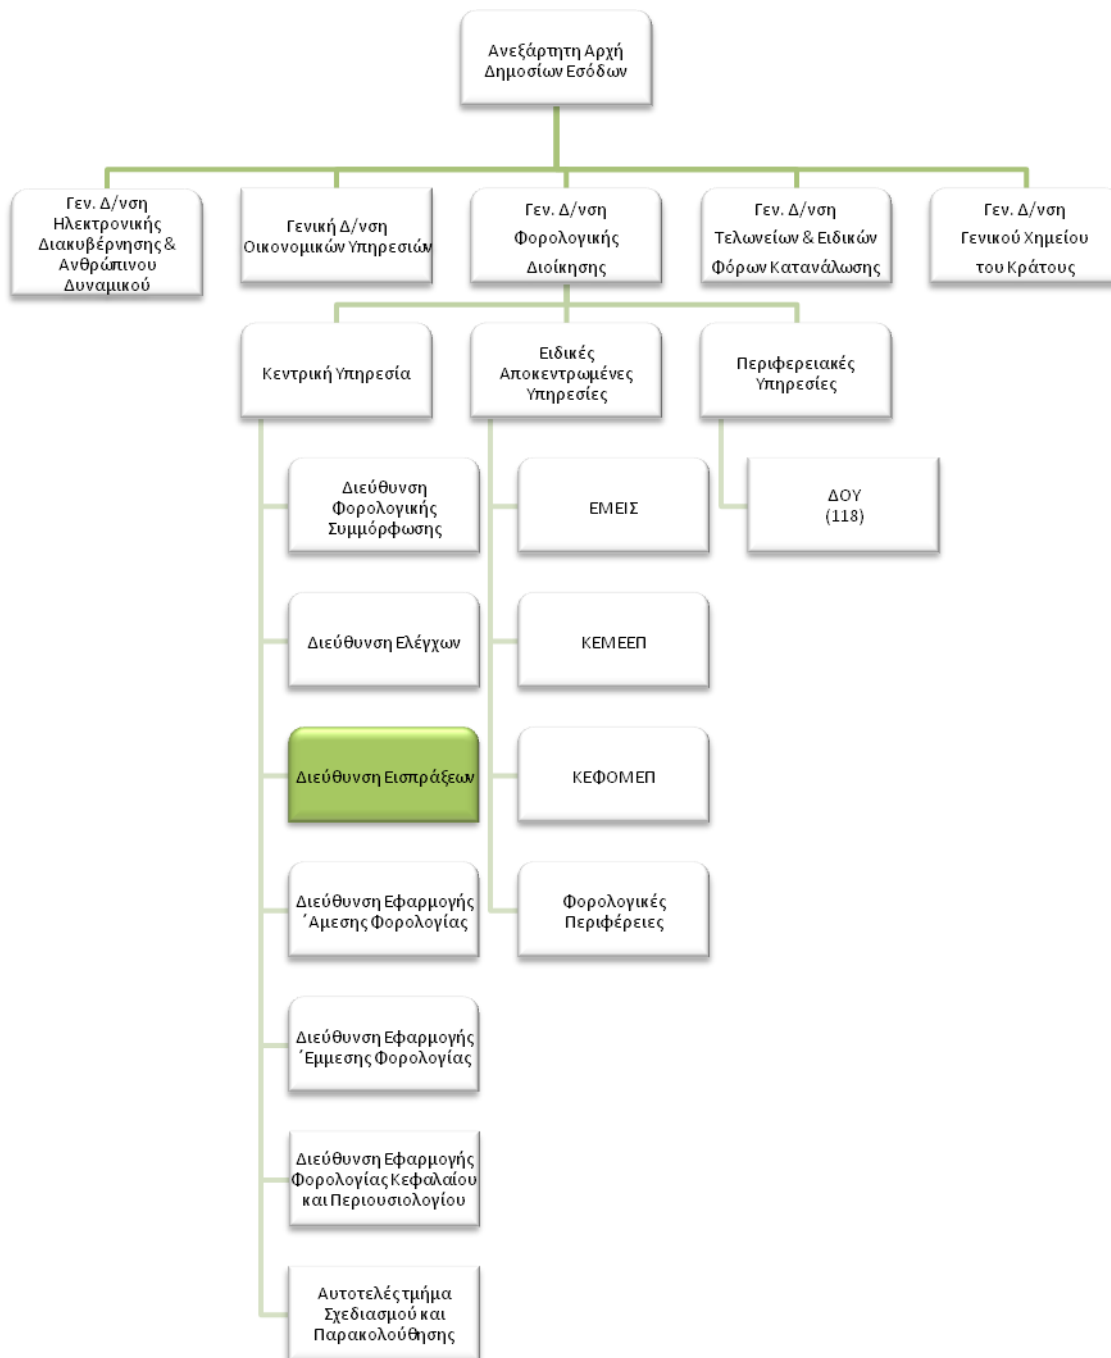 Ανεξάρτητη Αρχή
Δημοσίων Εσόδων
Γεν. Δ/νση
Ηλεκτρονικής
Διακυβέρνησης &
Ανθρώπινου
Δυναμικού
Γενική Δ/νση
Οικονομικών Υπηρεσιών
Γεν. Δ/νση
Φορολογικής
Διοίκησης
Γεν. Δ/νση
Τελωνείων & Ειδικών
Φόρων Κατανάλωσης
Γεν. Δ/νση
Γενικού Χημείου
του Κράτους
Κεντρική Υπηρεσία
Ειδικές
Αποκεντρωμένες
Υπηρεσίες
Περιφερειακές
Υπηρεσίες
Διεύθυνση
Φορολογικής
Συμμόρφωσης
Διεύθυνση Ελέγχων
Διεύθυνση Εισπράξεων
Διεύθυνση Εφαρμογής
΄Αμεσης Φορολογίας
Διεύθυνση Εφαρμογής
΄Εμμεσης Φορολογίας
Διεύθυνση Εφαρμογής
Φορολογίας Κεφαλαίου
και Περιουσιολογίου
Αυτοτελές τμήμα
Σχεδιασμού και
Παρακολούθησης
ΕΜΕΙΣ
ΚΕΜΕΕΠ
ΚΕΦΟΜΕΠ
Φορολογικές
Περιφέρειες
ΔΟΥ
(118)